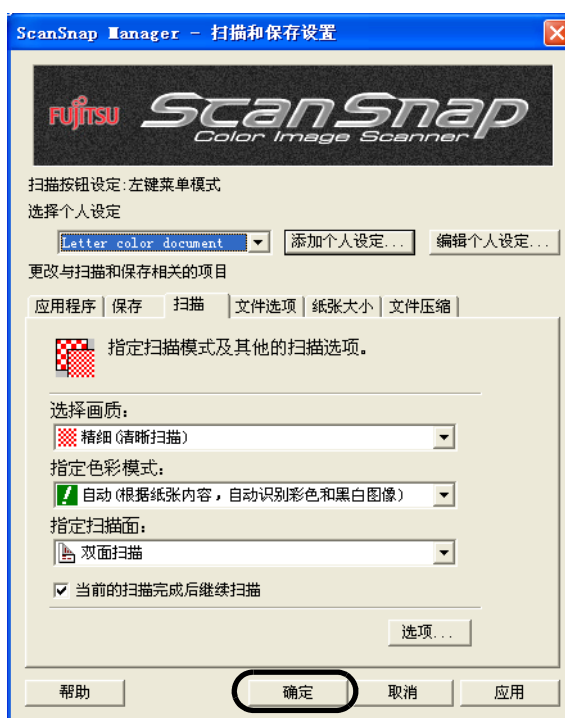 ScanSnap Manager - 扫描和保存设置
FUJITSU ScanSnap
Color Image Scanner
扫描按钮设定:左键菜单模式
选择个人设定
Letter color document 添加个人设定... 编辑个人设定...
更改与扫描和保存相关的项目
应用程序 保存 扫描 文件选项 纸张大小 文件压缩
指定扫描模式及其他的扫描选项。
选择画质:
精细(清晰扫描)
指定色彩模式:
自动(根据纸张内容，自动识别彩色和黑白图像)
指定扫描面:
双面扫描
当前的扫描完成后继续扫描
选项...
帮助 确定 取消 应用